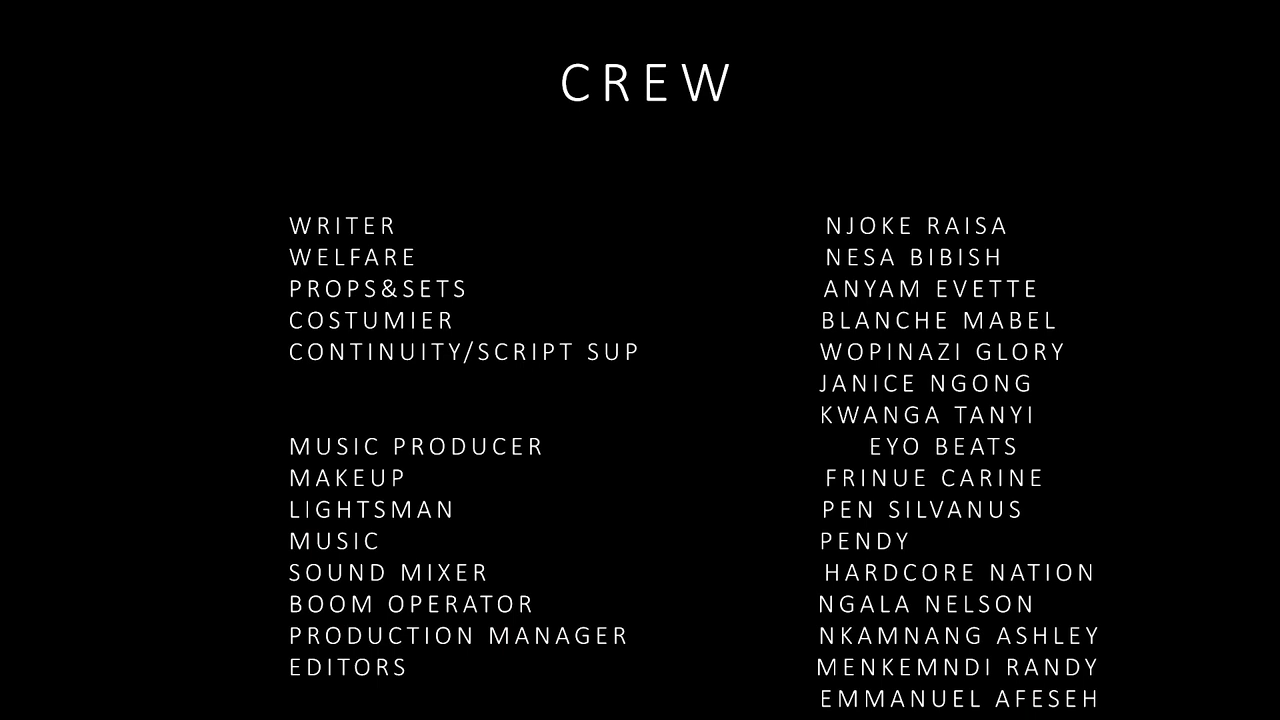 CREW
WRITER NJOKE RAISA
WELFARE NESA BIBISH
PROPS&SETS ANYAM EVETTE
COSTUMIER BLANCHE MABEL
CONTINUITY/SCRIPT SUP WOPINAZI GLORY
JANICE NGONG
KWANGA TANYI
MUSIC PRODUCER EYO BEATS
MAKEUP FRINUE CARINE
LIGHTSMAN PEN SILVANUS
MUSIC PENDY
SOUND MIXER HARDCORE NATION
BOOM OPERATOR NGALA NELSON
PRODUCTION MANAGER NKAMNANG ASHLEY
EDITORS MENKEMNDI RANDY
EMMANUEL AFESEH